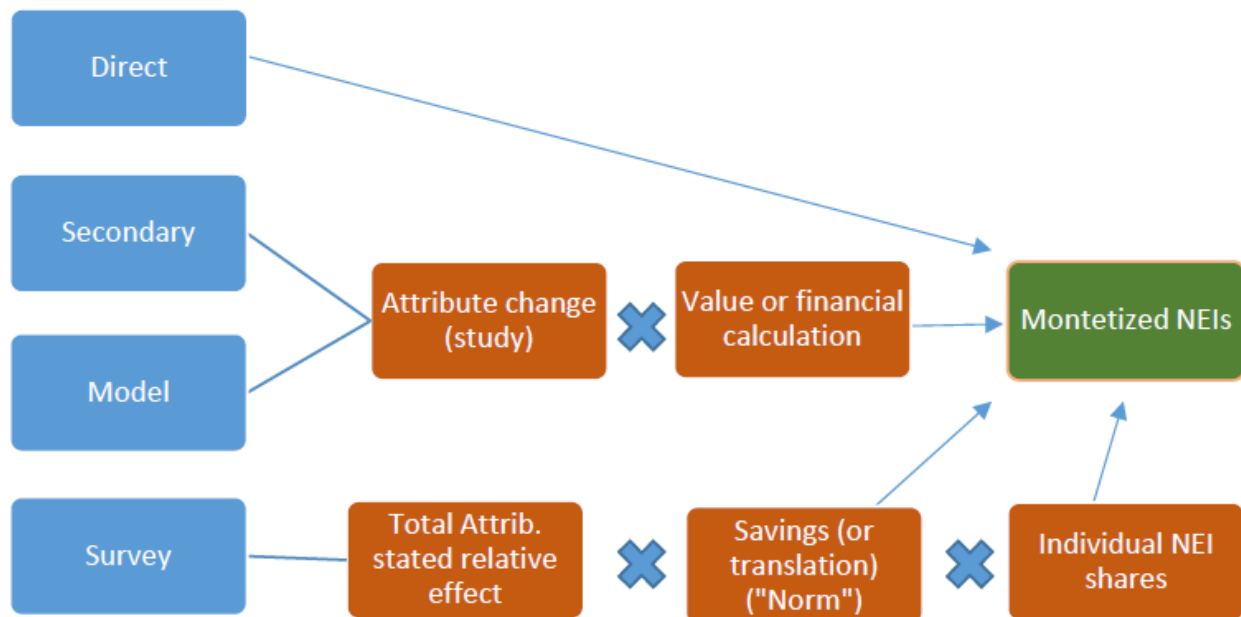 Direct
Secondary
Model
Attribute change
(study)
Value or financial
calculation
Montetized NEIs
Survey
Total Attrib.
stated relative
effect
Savings (or
translation)
("Norm")
Individual NEI
shares